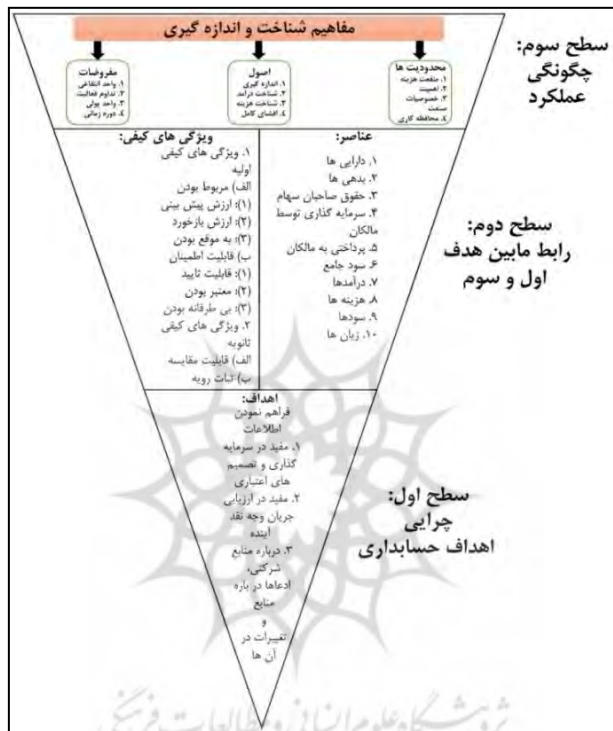 مفاهیم شناخت و اندازه گیری
سطح سوم:
چگونگی
عملکرد
محدودیت ها
۱. منفعت هزینه
۲. اهمیت
۳. خصوصیات
صنعت
۴. محافظه کاری
اصول
۱. اندازه گیری
۲. شناخت درآمد
۳. شناخت هزینه
۴. افشای کامل
مفروضات
۱. واحد انتفاعی
۲. تداوم فعالیت
۳. واحد پولی
۴. دوره زمانی
سطح دوم:
رابط مابین هدف
اول و سوم
عناصر:
۱. دارایی ها
۲. بدهی ها
۳. حقوق صاحبان سهام
۴. سرمایه گذاری توسط
مالکان
۵. پرداختی به مالکان
۶. سود جامع
۷. درآمدها
۸. هزینه ها
۹. سودها
۱۰. زیان ها
ویژگی های کیفی:
۱. ویژگی های کیفی
اولیه
الف) مربوط بودن
(۱): ارزش پیش بینی
(۲): ارزش بازخورد
(۳): به موقع بودن
ب) قابلیت اطمینان
(۱): قابلیت تایید
(۲): معتبر بودن
(۳): بی طرفانه بودن
۲. ویژگی های کیفی
ثانویه
الف) قابلیت مقایسه
ب) ثبات رویه
سطح اول:
چرایی
اهداف حسابداری
اهداف:
فراهم نمودن
اطلاعات
۱. مفید در سرمایه
گذاری و تصمیم
های اعتباری
۲. مفید در ارزیابی
جریان وجه نقد
آینده
۳. درباره منابع
شرکتی،
ادعاها در باره
منابع
و
تغییرات در
آن ها
پژوهشگاه علوم انسانی و مطالعات فرهنگی